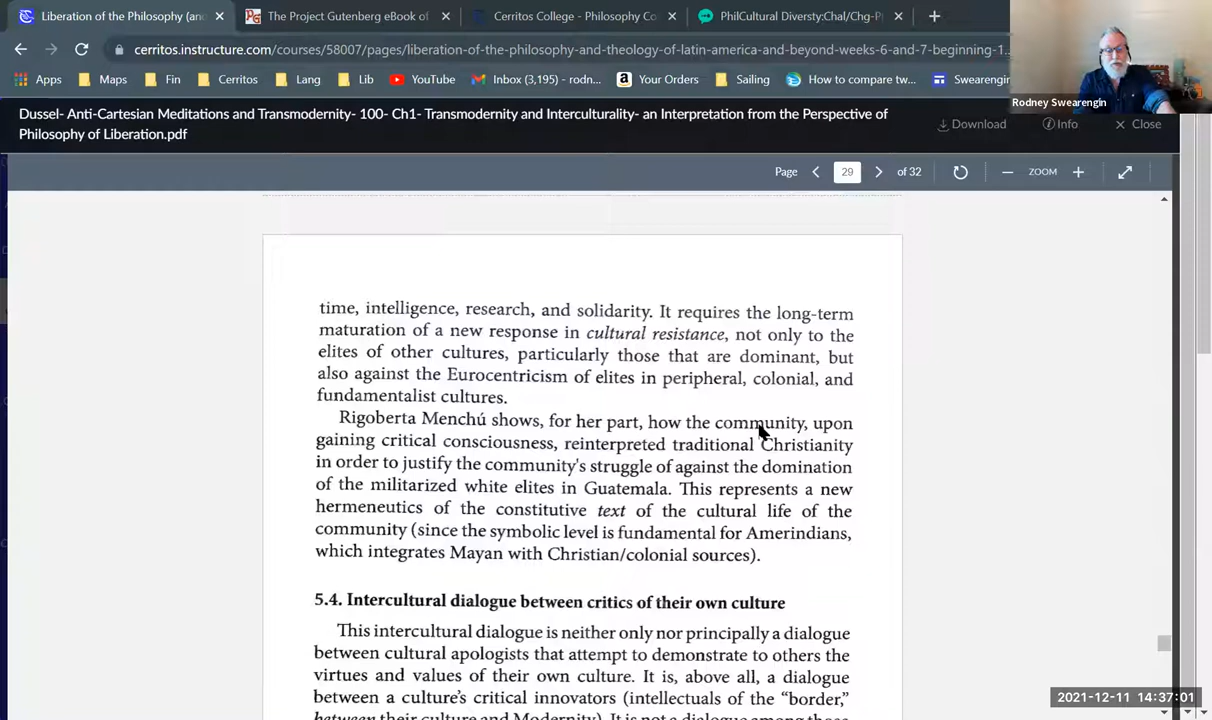 Liberation of the Philosophy (and
The Project Gutenberg eBook of
Cerritos College - Philosophy Co
PhilCultural Diversty:Chal/Chg-P
cerritos.instructure.com/courses/58007/pages/liberation-of-the-philosophy-and-theology-of-latin-america-and-beyond-weeks-6-and-7-beginning-1...
Apps
Maps
Fin
Cerritos
Lang
Lib
YouTube
Inbox (3,195) - rodn...
Your Orders
Sailing
How to compare tw...
Swearengin
Rodney Swearengin
Dussel- Anti-Cartesian Meditations and Transmodernity- 100- Ch1- Transmodernity and Interculturality- an Interpretation from the Perspective of
Philosophy of Liberation.pdf
Download
Info
Close
Page
29
of 32
ZOOM
time, intelligence, research, and solidarity. It requires the long-term
maturation of a new response in cultural resistance, not only to the
elites of other cultures, particularly those that are dominant, but
also against the Eurocentricism of elites in peripheral, colonial, and
fundamentalist cultures.
Rigoberta Menchú shows, for her part, how the community, upon
gaining critical consciousness, reinterpreted traditional Christianity
in order to justify the community's struggle of against the domination
of the militarized white elites in Guatemala. This represents a new
hermeneutics of the constitutive text of the cultural life of the
community (since the symbolic level is fundamental for Amerindians,
which integrates Mayan with Christian/colonial sources).
5.4. Intercultural dialogue between critics of their own culture
This intercultural dialogue is neither only nor principally a dialogue
between cultural apologists that attempt to demonstrate to others the
virtues and values of their own culture. It is, above all, a dialogue
between a culture's critical innovators (intellectuals of the “border,”
between their culture and Modernity). It is not a dialogue among those
2021-12-11 14:37:01